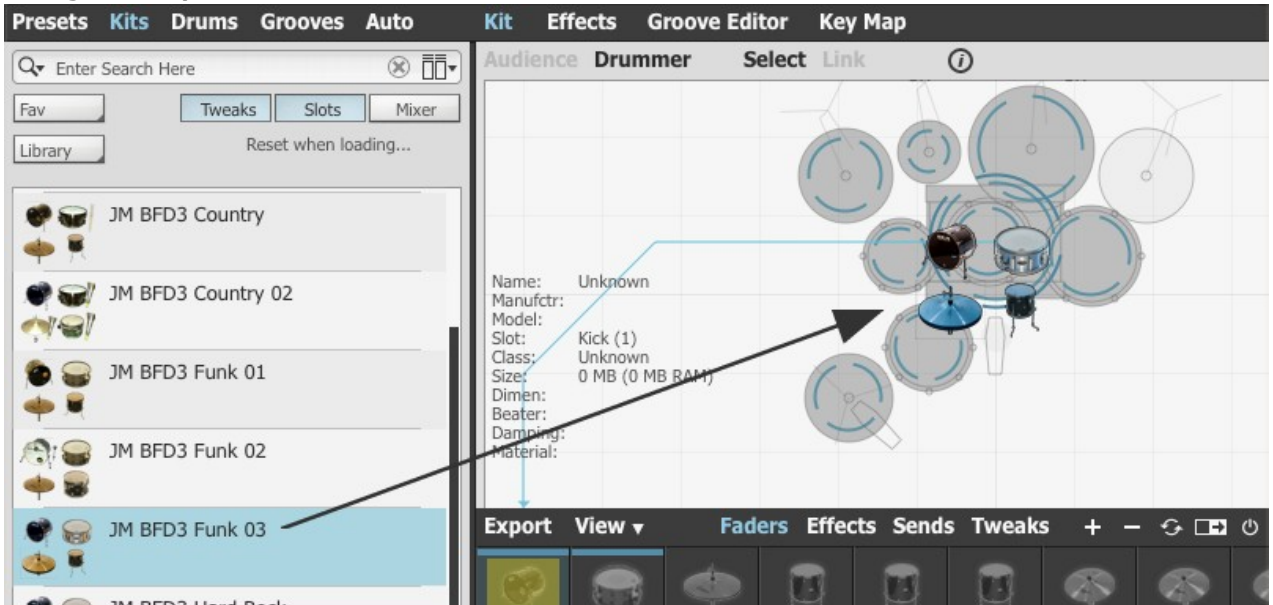 Presets Kits Drums Grooves Auto
Kit Effects Groove Editor Key Map
Enter Search Here
Audience Drummer Select Link i
Fav Tweaks Slots Mixer
Library Reset when loading...
JM BFD3 Country
JM BFD3 Country 02
JM BFD3 Funk 01
JM BFD3 Funk 02
JM BFD3 Funk 03
Name: Unknown
Manufctr:
Model:
Slot: Kick (1)
Class: Unknown
Size: 0 MB (0 MB RAM)
Dimen:
Beater:
Damping:
Material:
Export View ▼ Faders Effects Sends Tweaks + −